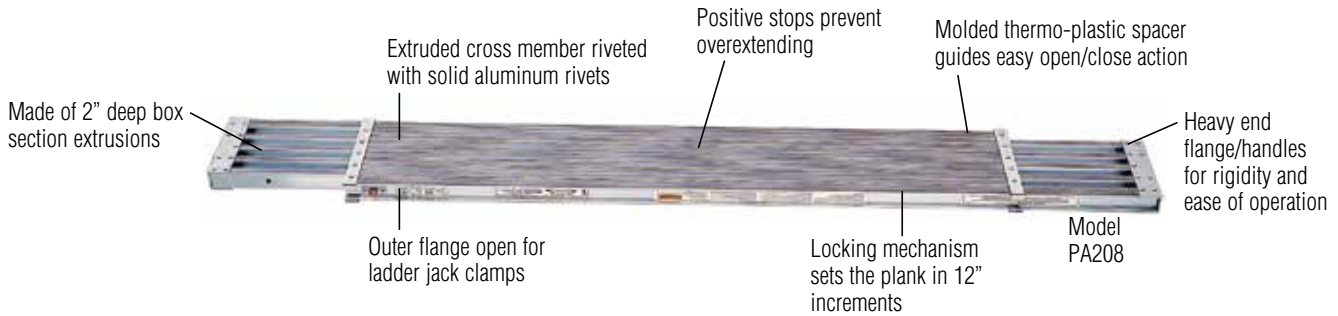 Positive stops prevent
overextending
Extruded cross member riveted
with solid aluminum rivets
Molded thermo-plastic spacer
guides easy open/close action
Made of 2” deep box
section extrusions
Heavy end
flange/handles
for rigidity and
ease of operation
Outer flange open for
ladder jack clamps
Locking mechanism
sets the plank in 12”
increments
Model
PA208